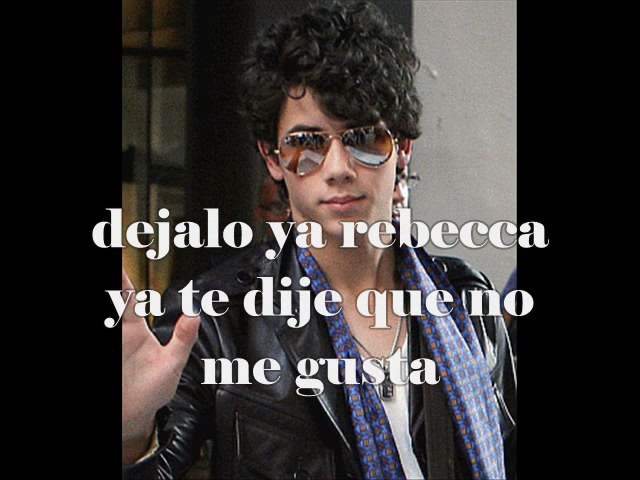 dejalo ya rebecca
ya te dije que no
me gusta